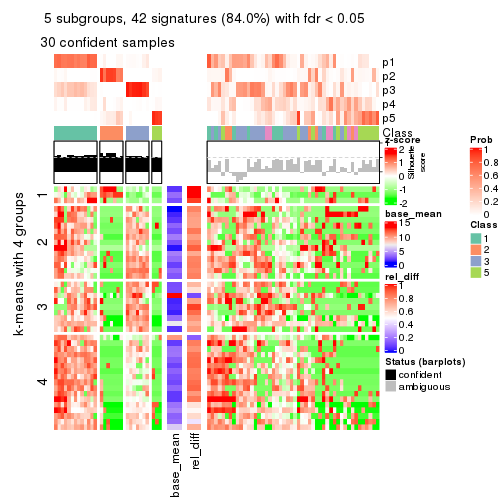 5 subgroups, 42 signatures (84.0%) with fdr < 0.05
30 confident samples
p1
p2
p3
p4
p5
Class
z-score
2
1
0
-1
-2
Silhouette
score
k-means with 4 groups
1
2
3
4
base_mean
rel_diff
base_mean
15
10
5
0
rel_diff
1
0.8
0.6
0.4
0.2
0
Status (barplots)
confident
ambiguous
Prob
1
0.8
0.6
0.4
0.2
0
Class
1
2
3
5